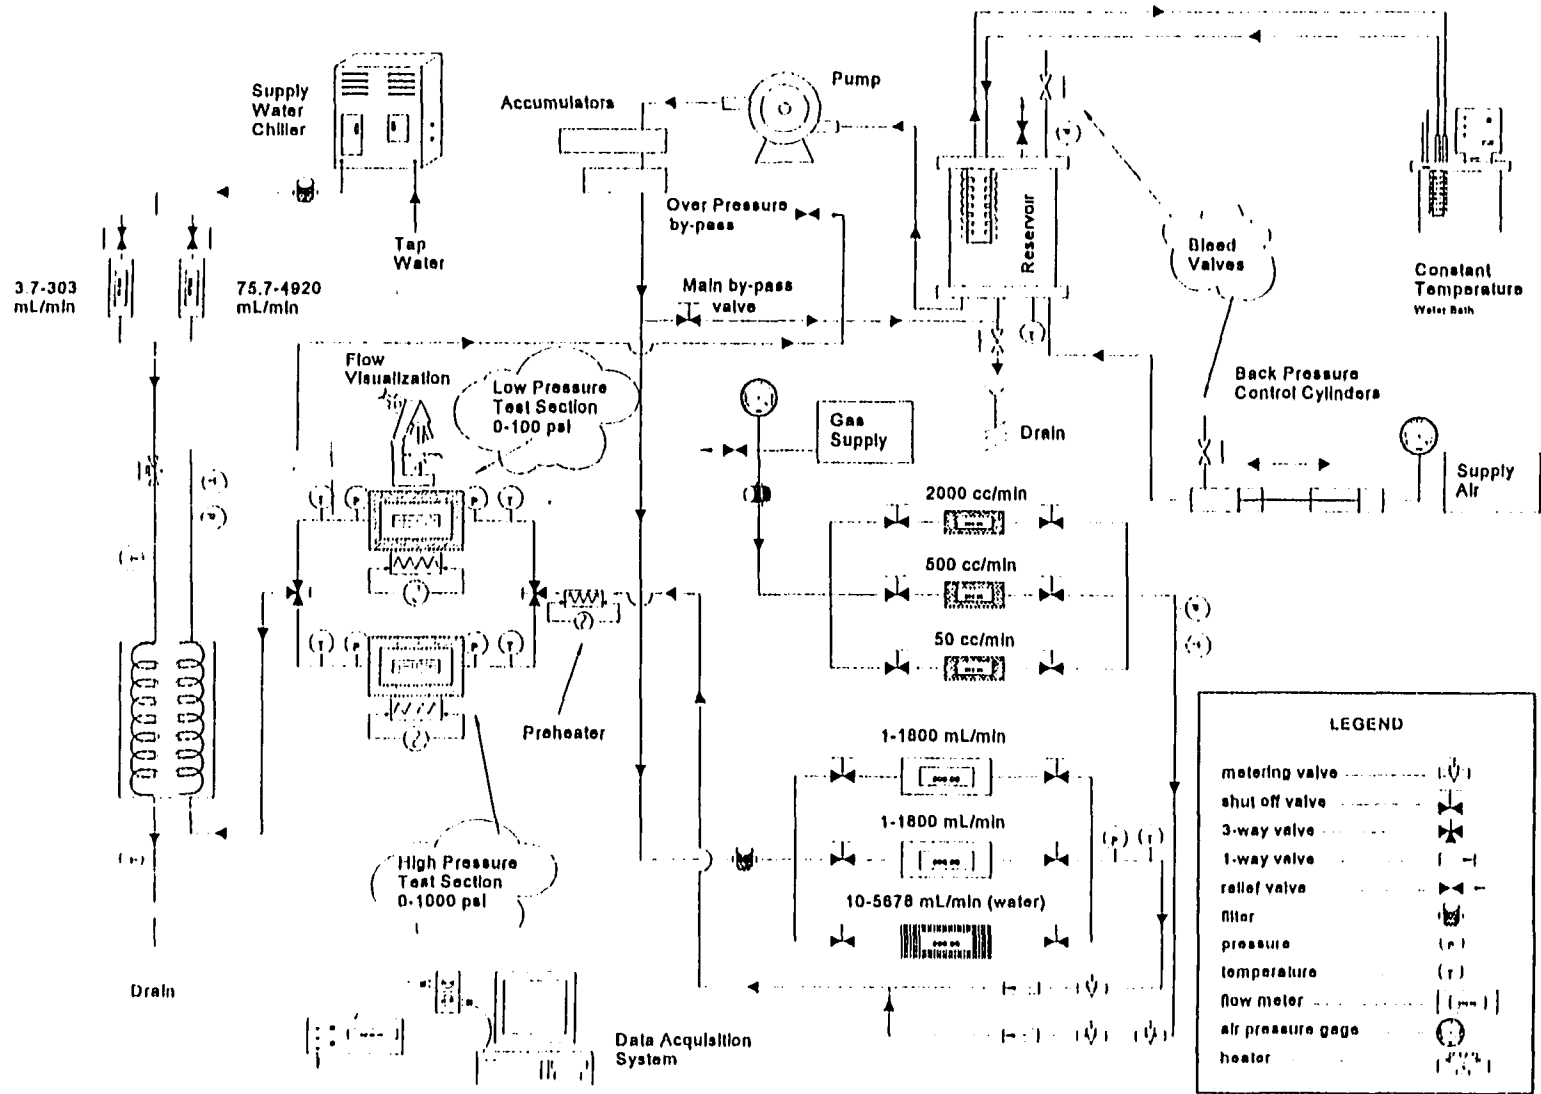 Supply
Water
Chiller
Accumulators
Pump
Tap
Water
Over Pressure
by-pass
Reservoir
Bleed
Valves
Constant
Temperature
Water Bath
3.7-303
mL/min
75.7-4920
mL/min
Main by-pass
valve
Flow
Visualization
Low Pressure
Test Section
0-100 psi
Gas
Supply
Drain
Back Pressure
Control Cylinders
Supply
Air
2000 cc/min
500 cc/min
50 cc/min
T
P
P
T
T
P
P
T
Preheater
1-1800 mL/min
1-1800 mL/min
10-5678 mL/min (water)
P
T
High Pressure
Test Section
0-1000 psi
Drain
Data Acquisition
System
LEGEND
metering valve
shut off valve
3-way valve
1-way valve
relief valve
filter
pressure
P
temperature
T
flow meter
air pressure gage
heater